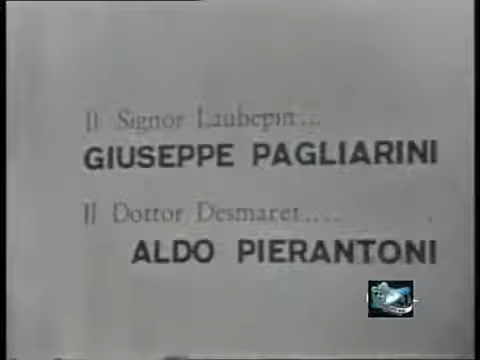 Il Signor Laubepin...
GIUSEPPE PAGLIARINI
Il Dottor Desmaret....
ALDO PIERANTONI